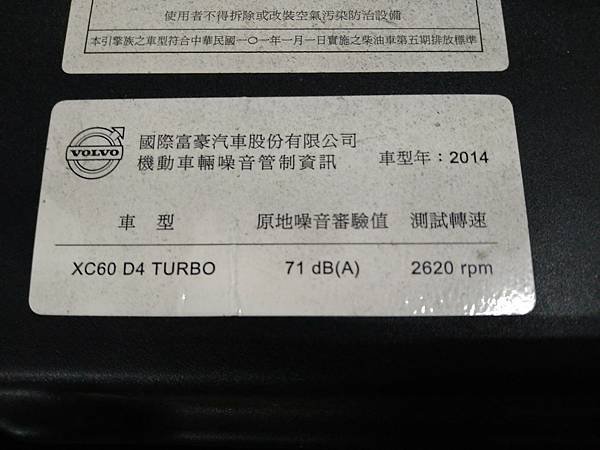 使用者不得拆除或改裝空氣污染防治設備
本引擎族之車型符合中華民國一○一年一月一日實施之柴油車第五期排放標準
VOLVO
國際富豪汽車股份有限公司
機動車輛噪音管制資訊 車型年：2014
車 型 原地噪音審驗值 測試轉速
XC60 D4 TURBO 71 dB(A) 2620 rpm